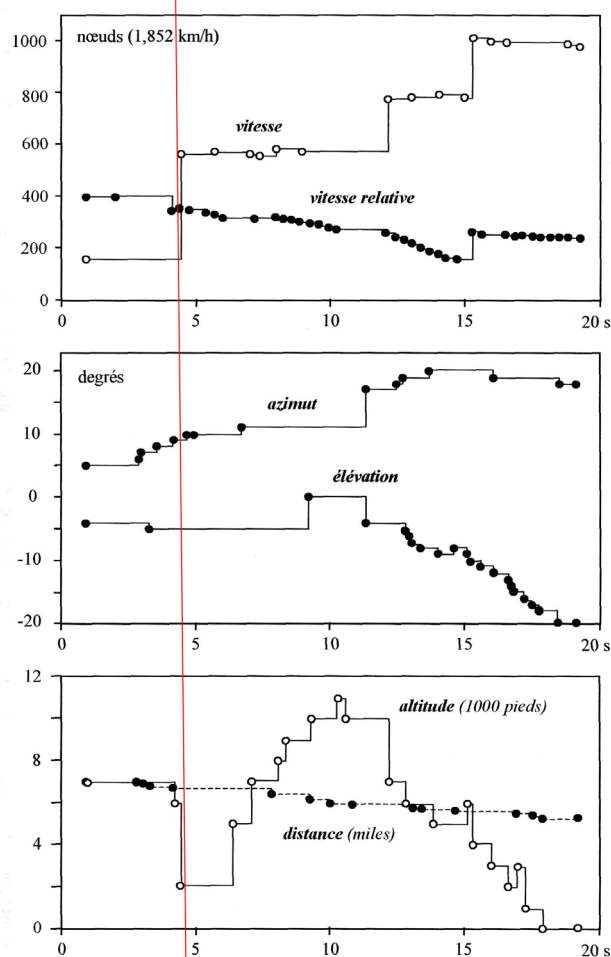 nœuds (1,852 km/h)
1000
800
600
400
200
0
vitesse
vitesse relative
0 5 10 15 20 s
degrés
20
10
0
-10
-20
azimut
élévation
0 5 10 15 20 s
12
8
4
0
altitude (1000 pieds)
distance (miles)
0 5 10 15 20 s